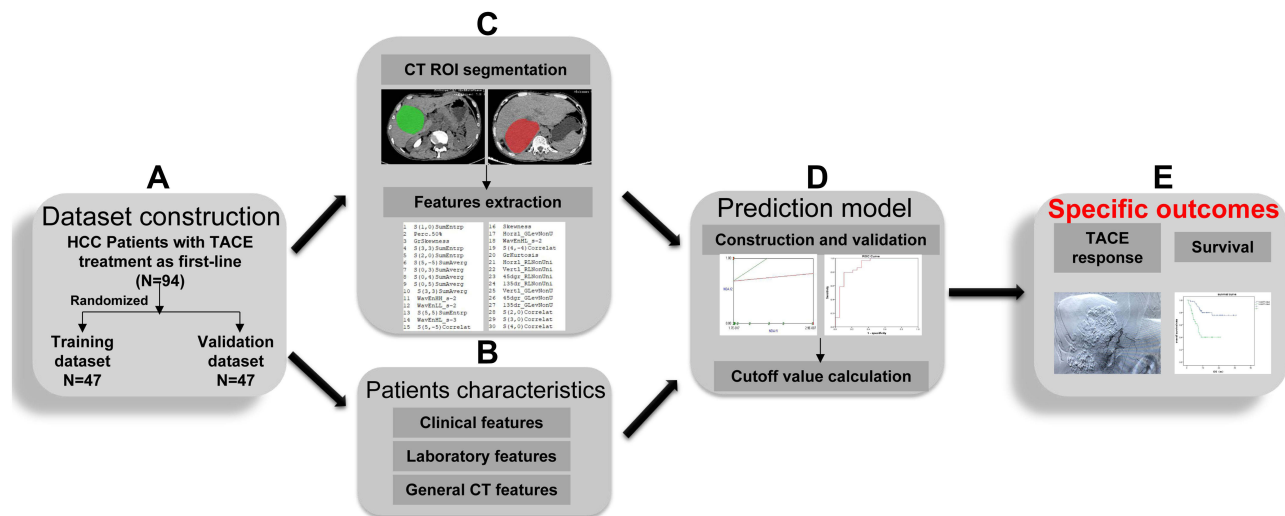 A
Dataset construction
HCC Patients with TACE
treatment as first-line
(N=94)
Randomized
Training
dataset
N=47
Validation
dataset
N=47
C
CT ROI segmentation
Features extraction
1 S(1,0)SumEntrp
2 Perc.50%
3 GrSkewness
4 S(3,3)SumEntrp
5 S(2,0)SumEntrp
6 S(5,-5)SumAverg
7 S(0,3)SumAverg
8 S(0,4)SumAverg
9 S(0,5)SumAverg
10 S(3,3)SumAverg
11 WavEnHH_s-2
12 WavEnLL_s-2
13 S(5,5)SumEntrp
14 WavEnHL_s-3
15 S(5,-5)Correlat
16 Skewness
17 Horzl_GLevNonU
18 WavEnHL_s-2
19 S(4,-4)Correlat
20 GrKurtosis
21 Horzl_RLNonUni
22 Vertl_RLNonUni
23 45dgr_RLNonUni
24 135dr_RLNonUni
25 Vertl_GLevNonU
26 45dgr_GLevNonU
27 135dr_GLevNonU
28 S(2,0)Correlat
29 S(3,0)Correlat
30 S(4,0)Correlat
B
Patients characteristics
Clinical features
Laboratory features
General CT features
D
Prediction model
Construction and validation
ROC Curve
1 - specificity
Cutoff value calculation
E
Specific outcomes
TACE
response
Survival